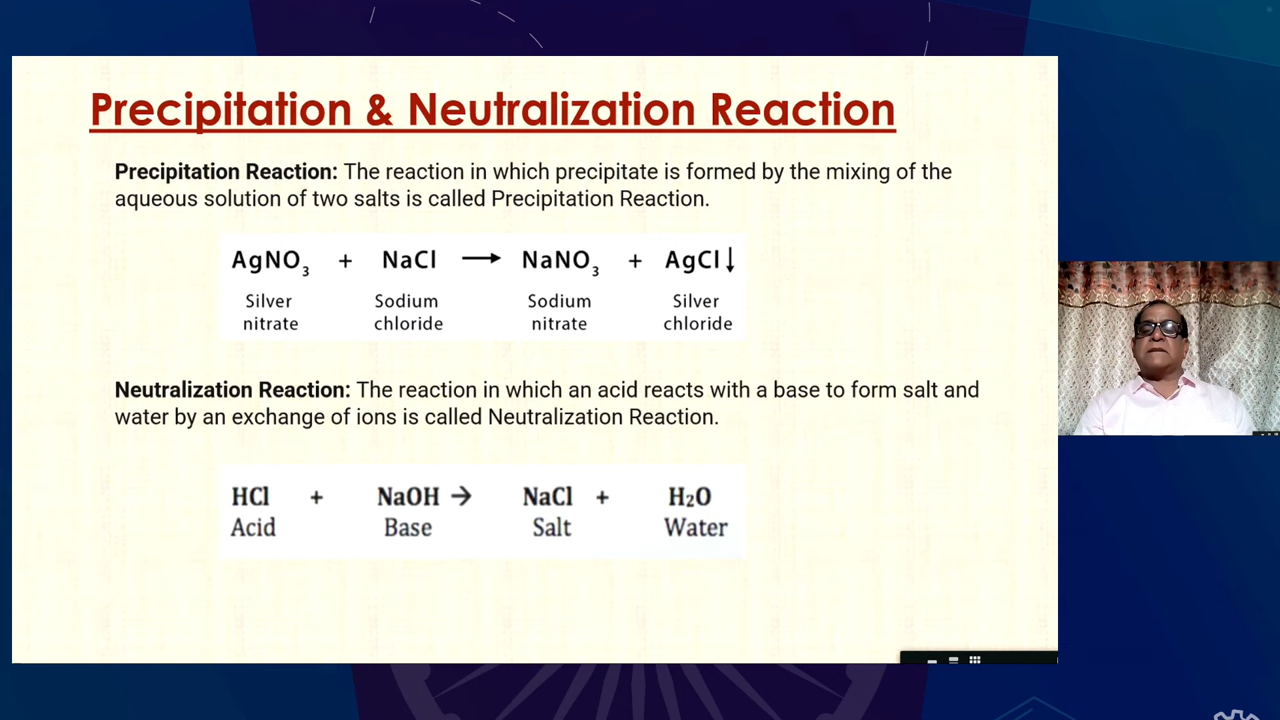 Precipitation & Neutralization Reaction
Precipitation Reaction: The reaction in which precipitate is formed by the mixing of the
aqueous solution of two salts is called Precipitation Reaction.
AgNO₃ + NaCl ⟶ NaNO₃ + AgCl↓
Silver nitrate Sodium chloride Sodium nitrate Silver chloride
Neutralization Reaction: The reaction in which an acid reacts with a base to form salt and
water by an exchange of ions is called Neutralization Reaction.
HCl + NaOH → NaCl + H₂O
Acid Base Salt Water